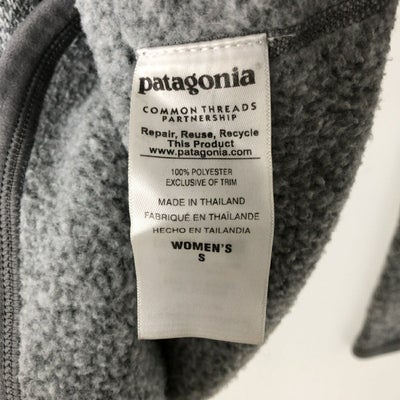 patagonia
COMMON THREADS
PARTNERSHIP
Repair, Reuse, Recycle
This Product
www.patagonia.com
100% POLYESTER
EXCLUSIVE OF TRIM
MADE IN THAILAND
FABRIQUÉ EN THAÏLANDE
HECHO EN TAILANDIA
WOMEN'S
S